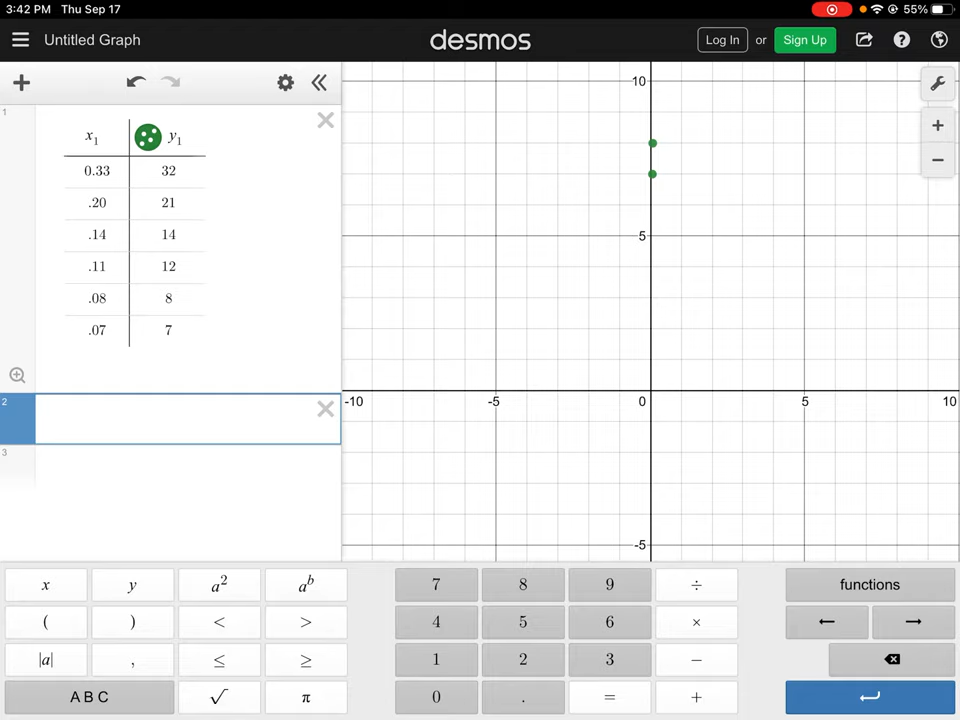 3:42 PM Thu Sep 17 55%
Untitled Graph desmos Log In or Sign Up
1
x₁ y₁
0.33 32
.20 21
.14 14
.11 12
.08 8
.07 7
2
3
10
5
-10 -5 0 5 10
-5
x y a² aᵇ 7 8 9 ÷ functions
( ) < > 4 5 6 × ← →
|a| , ≤ ≥ 1 2 3 −
A B C √ π 0 . = +